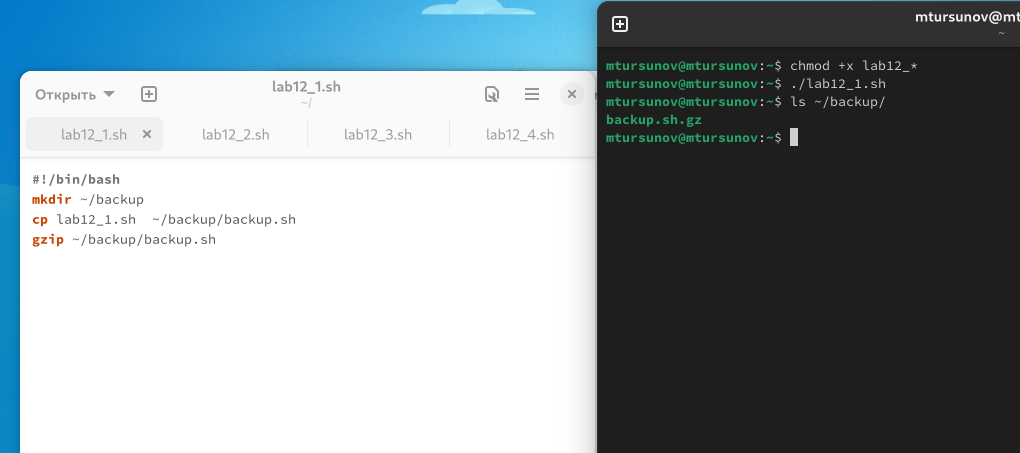 Открыть
lab12_1.sh
~/
lab12_1.sh
lab12_2.sh
lab12_3.sh
lab12_4.sh
#!/bin/bash
mkdir ~/backup
cp lab12_1.sh  ~/backup/backup.sh
gzip ~/backup/backup.sh
mtursunov@mt
~
mtursunov@mtursunov:~$ chmod +x lab12_*
mtursunov@mtursunov:~$ ./lab12_1.sh
mtursunov@mtursunov:~$ ls ~/backup/
backup.sh.gz
mtursunov@mtursunov:~$